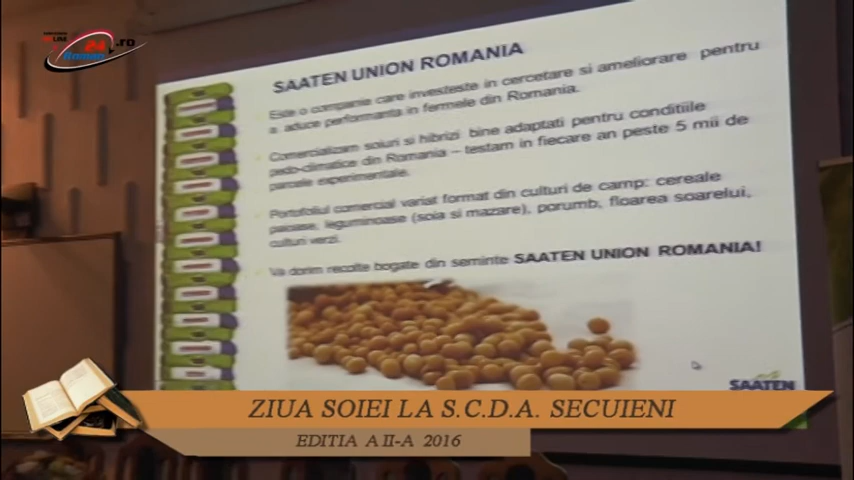 24.ro
SAATEN UNION ROMANIA
Este o companie care investeste in cercetare si ameliorare pentru
a aduce performanta in fermele din Romania.
Comercializam soiuri si hibrizi bine adaptati pentru conditiile
pedo-climatice din Romania – testam in fiecare an peste 5 mii de
parcele experimentale.
Portofoliul comercial variat format din culturi de camp: cereale
paioase, leguminoase (soia si mazare), porumb, floarea soarelui,
culturi verzi.
Va dorim recolte bogate din seminte SAATEN UNION ROMANIA!
SAATEN
ZIUA SOIEI LA S.C.D.A. SECUIENI
EDITIA A II-A 2016